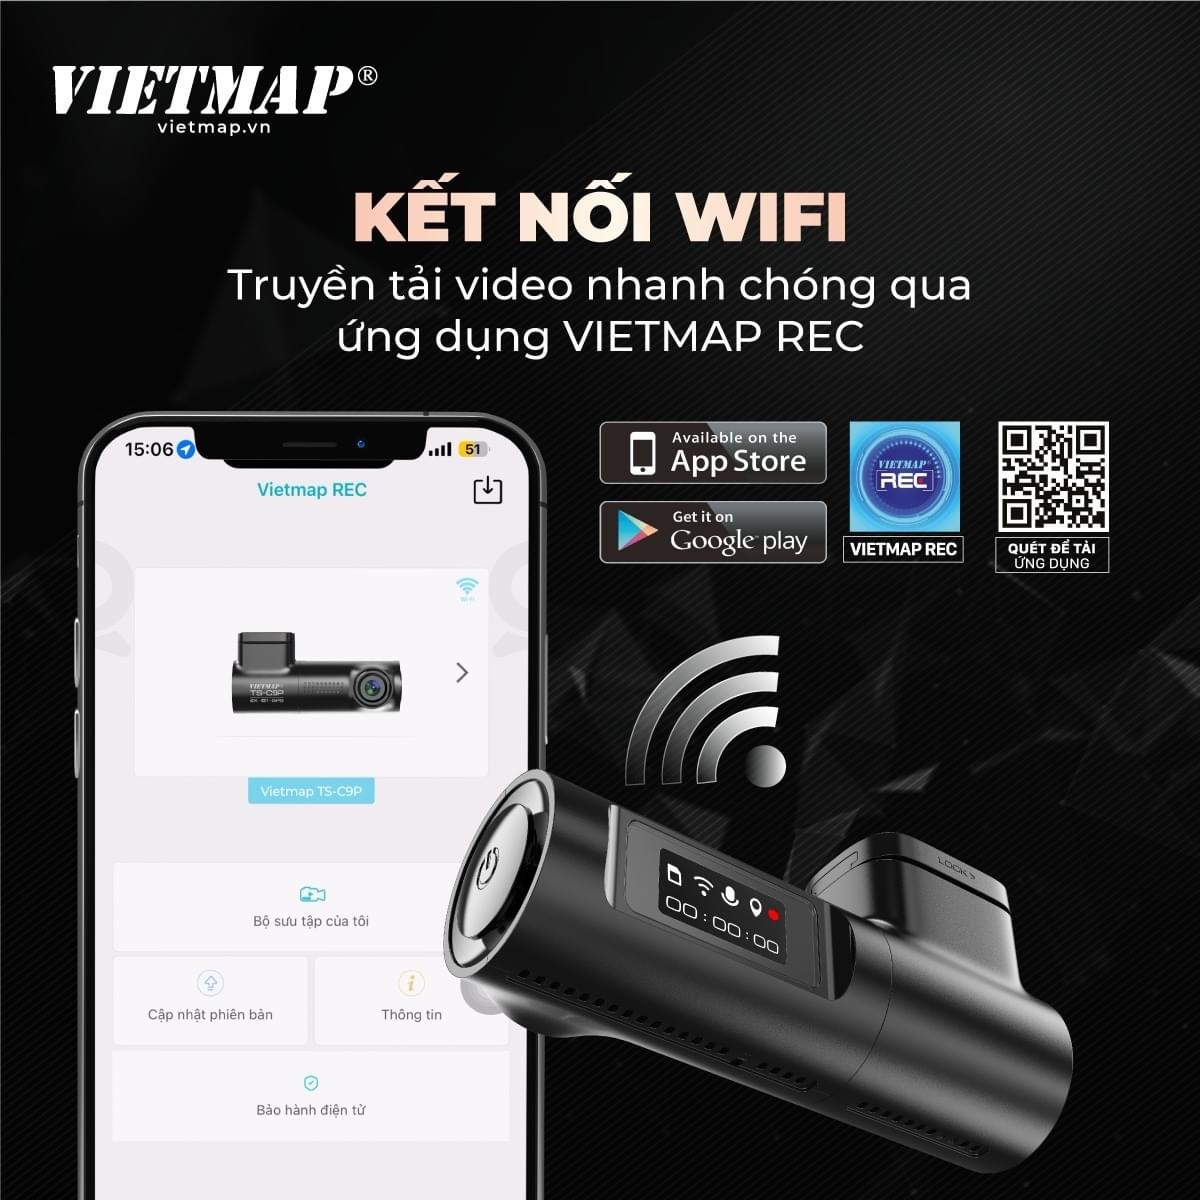 VIETMAP®
vietmap.vn
KẾT NỐI WIFI
Truyền tải video nhanh chóng qua
ứng dụng VIETMAP REC
15:06
51
Vietmap REC
Available on the
App Store
Get it on
Google play
VIETMAP®
REC
VIETMAP REC
QUÉT ĐỂ TẢI
ỨNG DỤNG
Wi-Fi
VIETMAP
TS-C9P
Vietmap TS-C9P
Bộ sưu tập của tôi
Cập nhật phiên bản
Thông tin
Bảo hành điện tử
LOCK >
00:00:00